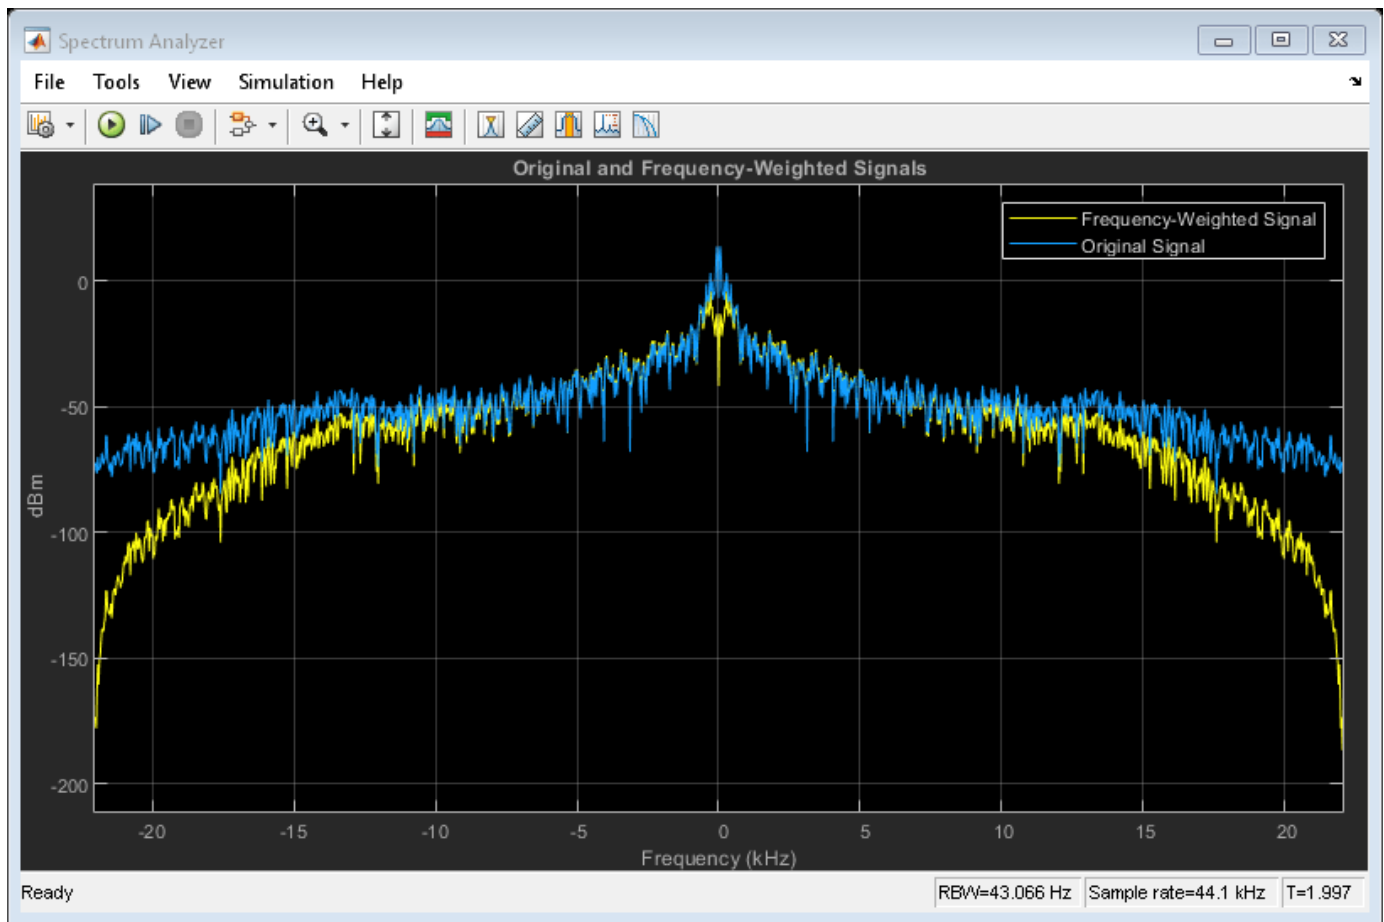 Spectrum Analyzer
File Tools View Simulation Help
Original and Frequency-Weighted Signals
Frequency-Weighted Signal
Original Signal
0
-50
-100
-150
-200
dBm
-20 -15 -10 -5 0 5 10 15 20
Frequency (kHz)
Ready RBW=43.066 Hz Sample rate=44.1 kHz T=1.997